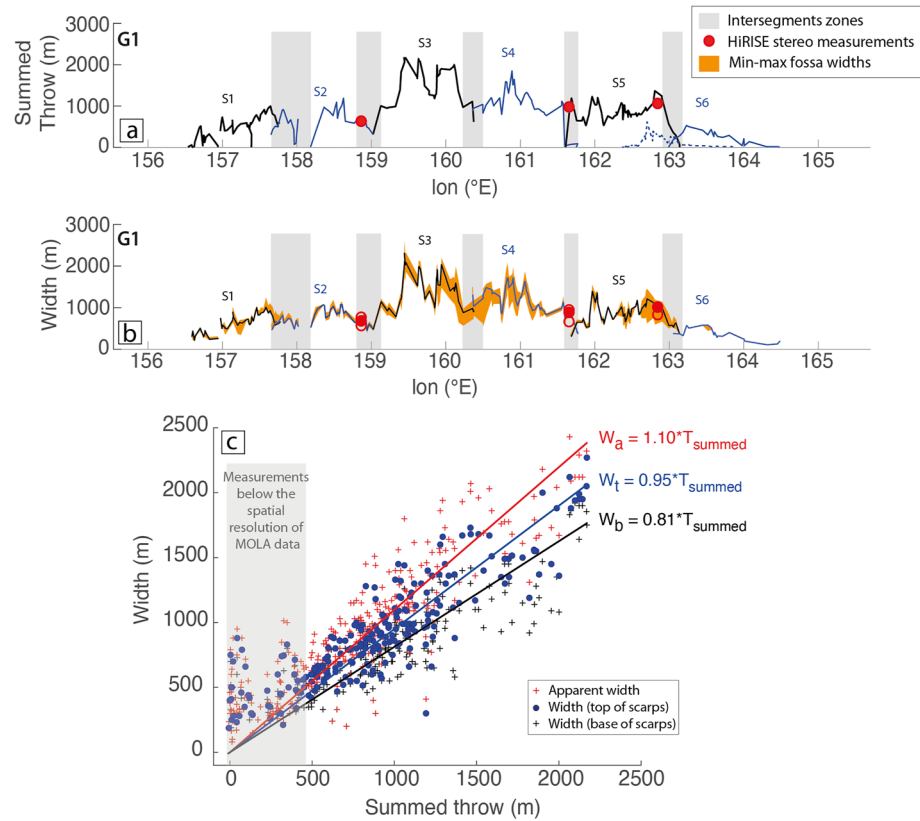 3000
G1
2000
1000
0
Summed
Throw (m)
a
S1
S2
S3
S4
S5
S6
156 157 158 159 160 161 162 163 164 165
lon (°E)
Intersegments zones
HiRISE stereo measurements
Min-max fossa widths
3000
G1
2000
1000
0
Width (m)
b
S1
S2
S3
S4
S5
S6
156 157 158 159 160 161 162 163 164 165
lon (°E)
c
2500
2000
1500
1000
500
0
Width (m)
Measurements
below the
spatial
resolution of
MOLA data
Wa = 1.10*Tsummed
Wt = 0.95*Tsummed
Wb = 0.81*Tsummed
Apparent width
Width (top of scarps)
Width (base of scarps)
0 500 1000 1500 2000 2500
Summed throw (m)